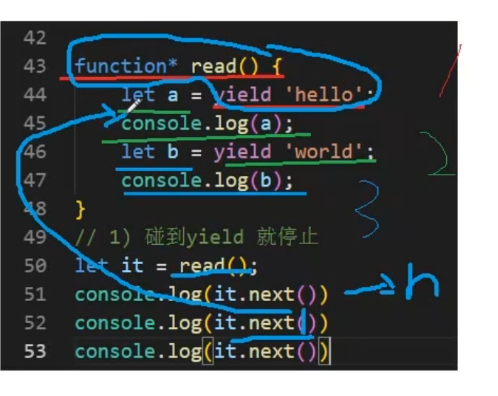 42
43 function* read() {
44 let a = yield 'hello';
45 console.log(a);
46 let b = yield 'world';
47 console.log(b);
48 }
49 // 1) 碰到yield 就停止
50 let it = read();
51 console.log(it.next()) h
52 console.log(it.next())
53 console.log(it.next())
1
2
3